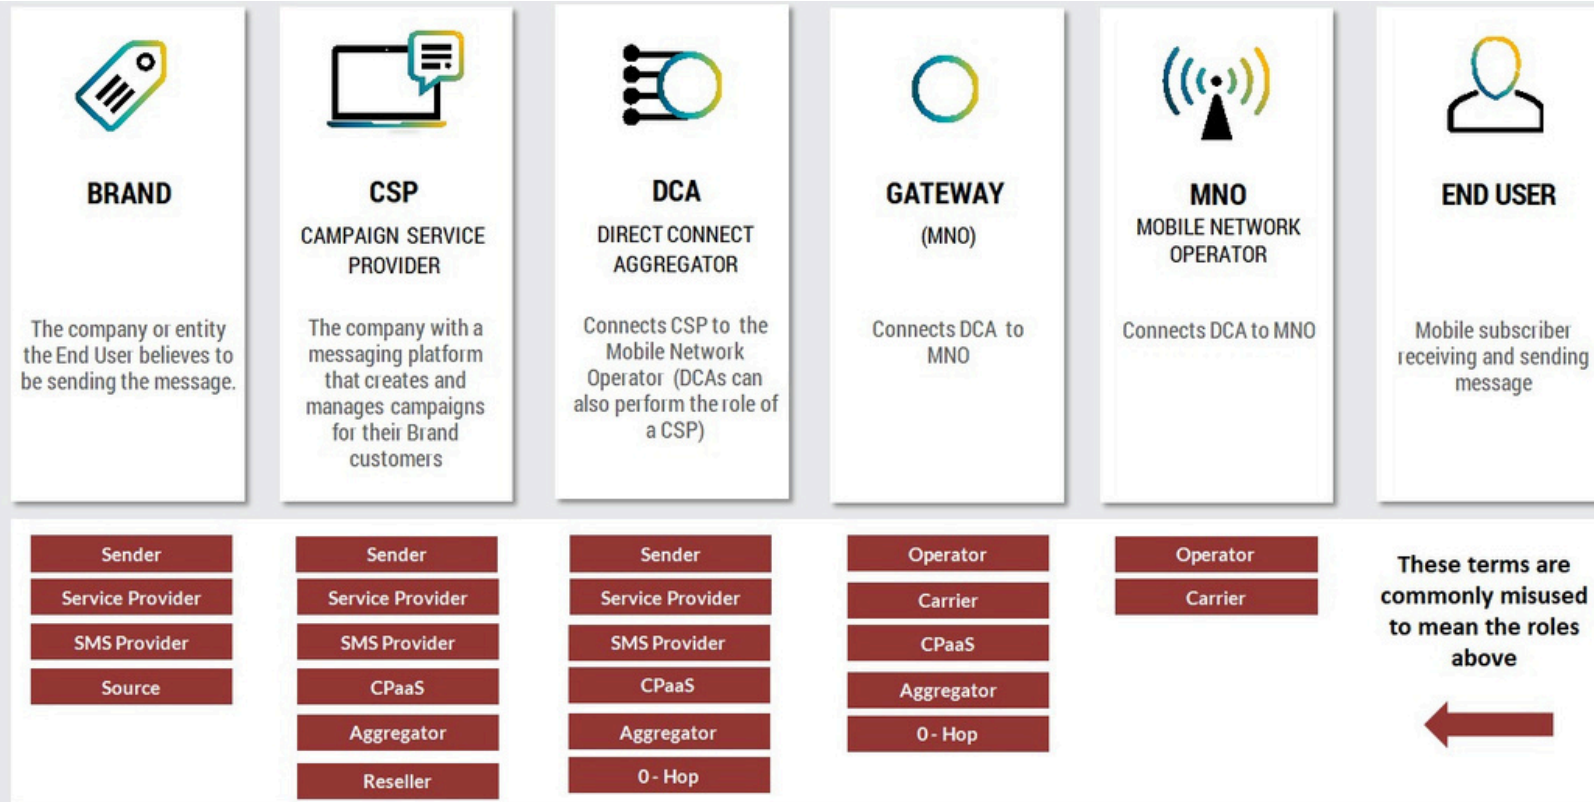 BRAND
The company or entity
the End User believes to
be sending the message.
CSP
CAMPAIGN SERVICE
PROVIDER
The company with a
messaging platform
that creates and
manages campaigns
for their Brand
customers
DCA
DIRECT CONNECT
AGGREGATOR
Connects CSP to the
Mobile Network
Operator (DCAs can
also perform the role of
a CSP)
GATEWAY
(MNO)
Connects DCA to
MNO
MNO
MOBILE NETWORK
OPERATOR
Connects DCA to MNO
END USER
Mobile subscriber
receiving and sending
message
Sender
Service Provider
SMS Provider
Source
Sender
Service Provider
SMS Provider
CPaaS
Aggregator
Reseller
Sender
Service Provider
SMS Provider
CPaaS
Aggregator
0 - Hop
Operator
Carrier
CPaaS
Aggregator
0 - Hop
Operator
Carrier
These terms are
commonly misused
to mean the roles
above